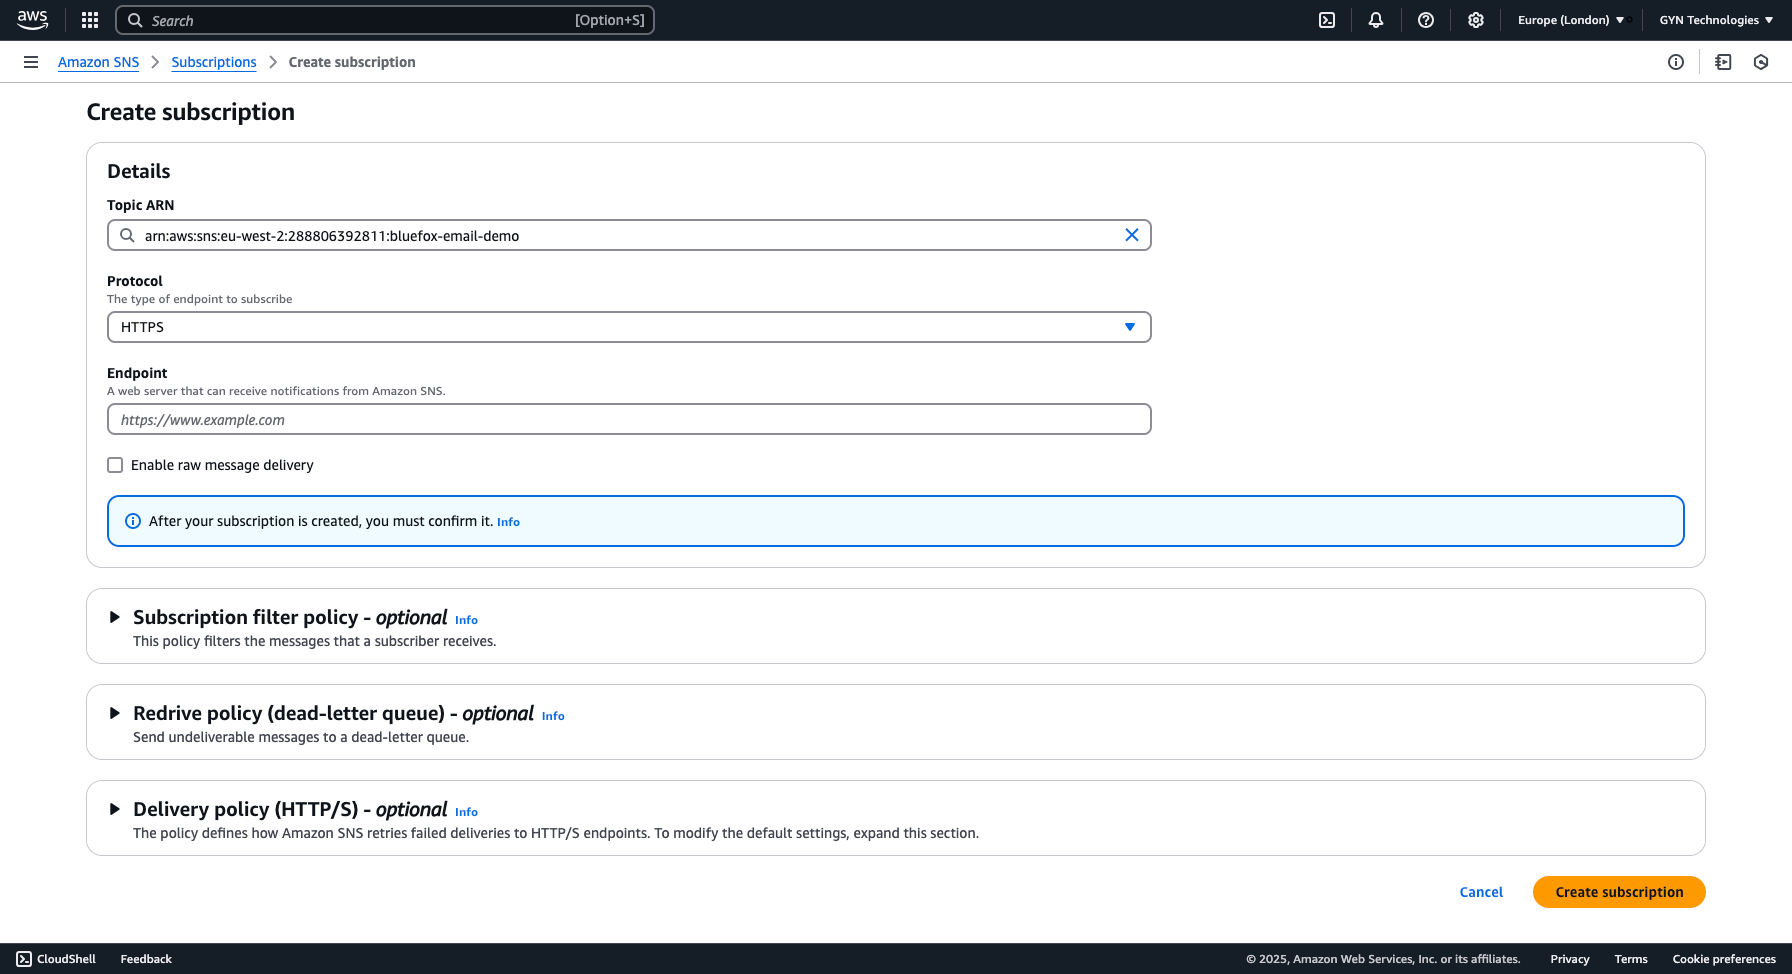 aws
Search [Option+S]
Europe (London)
GYN Technologies
Amazon SNS
Subscriptions
Create subscription
Create subscription
Details
Topic ARN
arn:aws:sns:eu-west-2:288806392811:bluefox-email-demo
Protocol
The type of endpoint to subscribe
HTTPS
Endpoint
A web server that can receive notifications from Amazon SNS.
https://www.example.com
Enable raw message delivery
After your subscription is created, you must confirm it. Info
Subscription filter policy - optional Info
This policy filters the messages that a subscriber receives.
Redrive policy (dead-letter queue) - optional Info
Send undeliverable messages to a dead-letter queue.
Delivery policy (HTTP/S) - optional Info
The policy defines how Amazon SNS retries failed deliveries to HTTP/S endpoints. To modify the default settings, expand this section.
Cancel
Create subscription
CloudShell
Feedback
© 2025, Amazon Web Services, Inc. or its affiliates.
Privacy
Terms
Cookie preferences